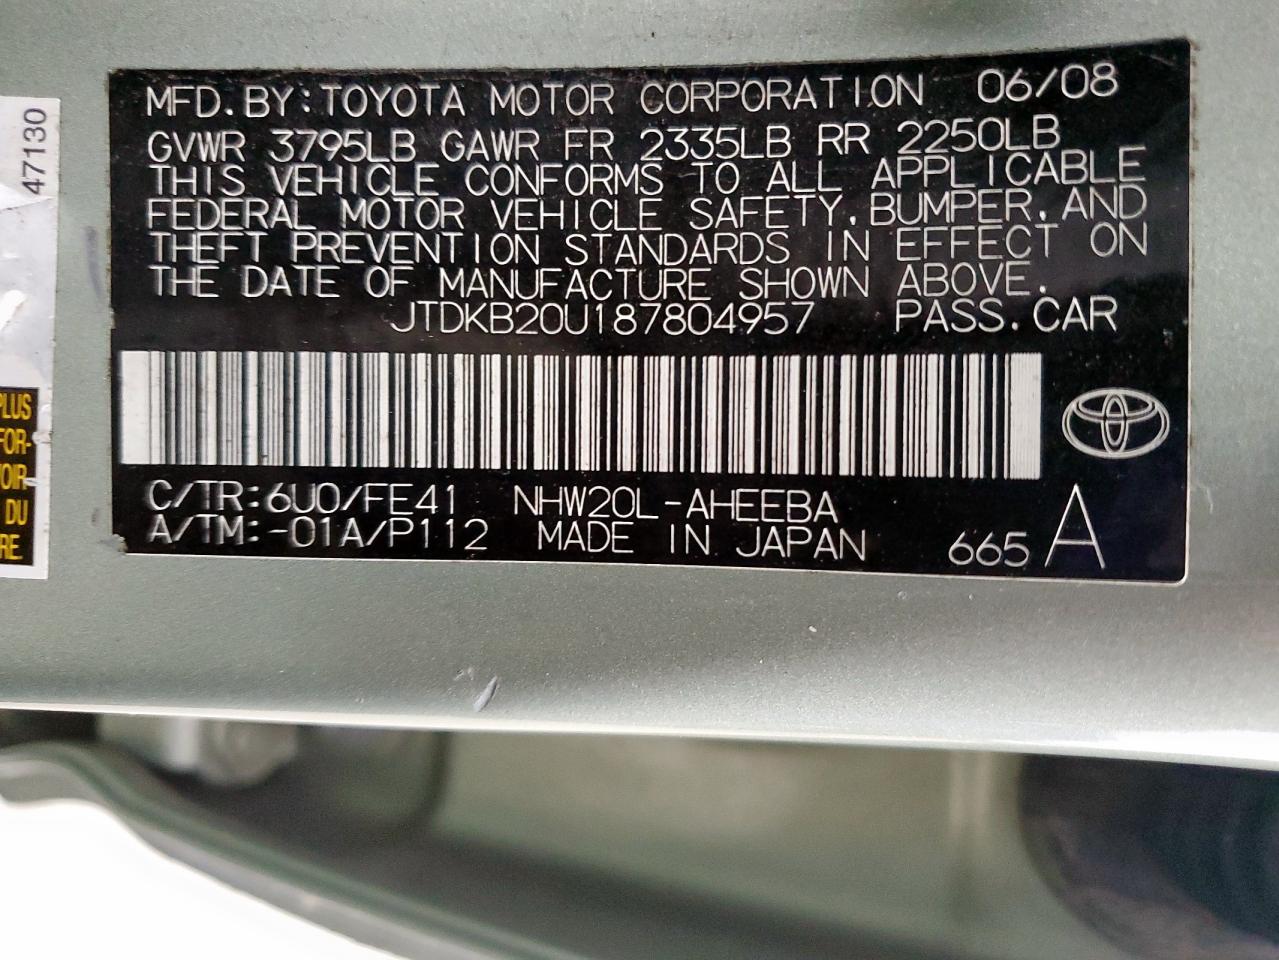 MFD. BY: TOYOTA MOTOR CORPORATION 06/08
GVWR 3795LB GAWR FR 2335LB RR 2250LB
THIS VEHICLE CONFORMS TO ALL APPLICABLE
FEDERAL MOTOR VEHICLE SAFETY, BUMPER, AND
THEFT PREVENTION STANDARDS IN EFFECT ON
THE DATE OF MANUFACTURE SHOWN ABOVE.
JTDKB20U187804957 PASS. CAR
C/TR: 6U0/FE41 NHW20L-AHEEBA
A/TM: -01A/P112 MADE IN JAPAN 665 A
47130
PLUS
FOR-
VOIR
DU
RE.